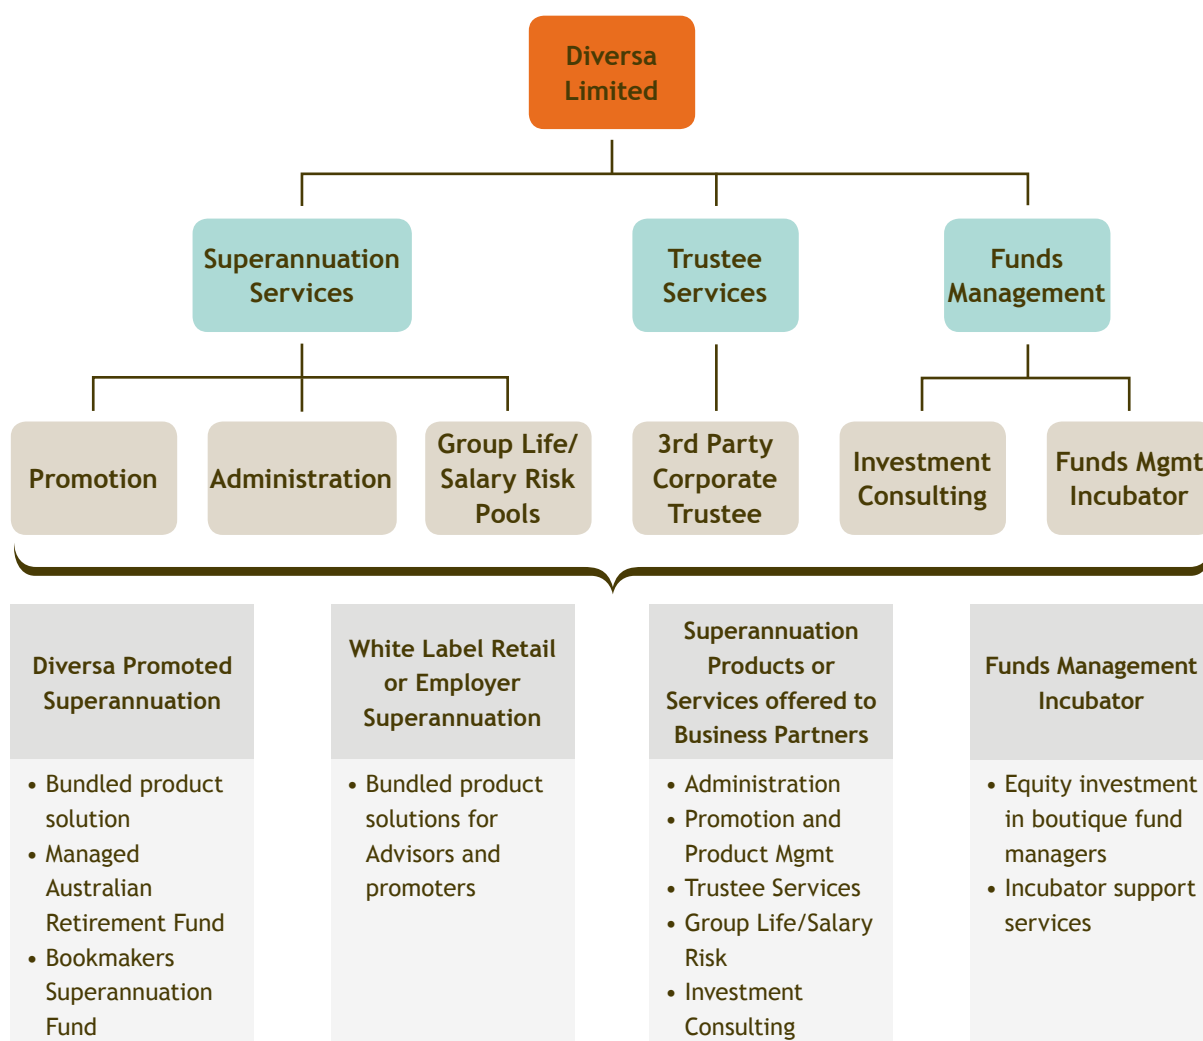 Diversa
Limited
Superannuation
Services
Trustee
Services
Funds
Management
Promotion
Administration
Group Life/
Salary Risk
Pools
3rd Party
Corporate
Trustee
Investment
Consulting
Funds Mgmt
Incubator
Diversa Promoted
Superannuation
• Bundled product
solution
• Managed
Australian
Retirement Fund
• Bookmakers
Superannuation
Fund
White Label Retail
or Employer
Superannuation
• Bundled product
solutions for
Advisors and
promoters
Superannuation
Products or
Services offered to
Business Partners
• Administration
• Promotion and
Product Mgmt
• Trustee Services
• Group Life/Salary
Risk
• Investment
Consulting
Funds Management
Incubator
• Equity investment
in boutique fund
managers
• Incubator support
services